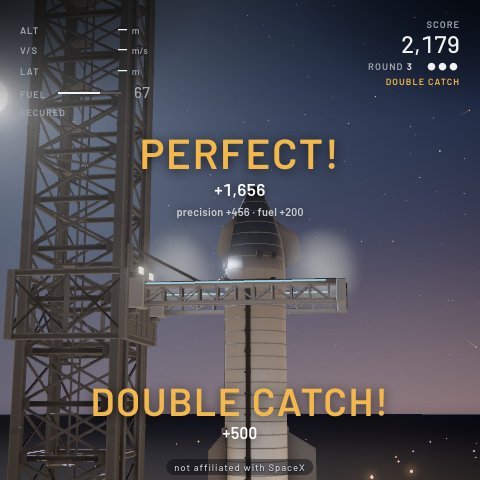 ALT — m
V/S — m/s
LAT — m
FUEL 67
SECURED
SCORE
2,179
ROUND 3
DOUBLE CATCH
PERFECT!
+1,656
precision +456 · fuel +200
DOUBLE CATCH!
+500
not affiliated with SpaceX